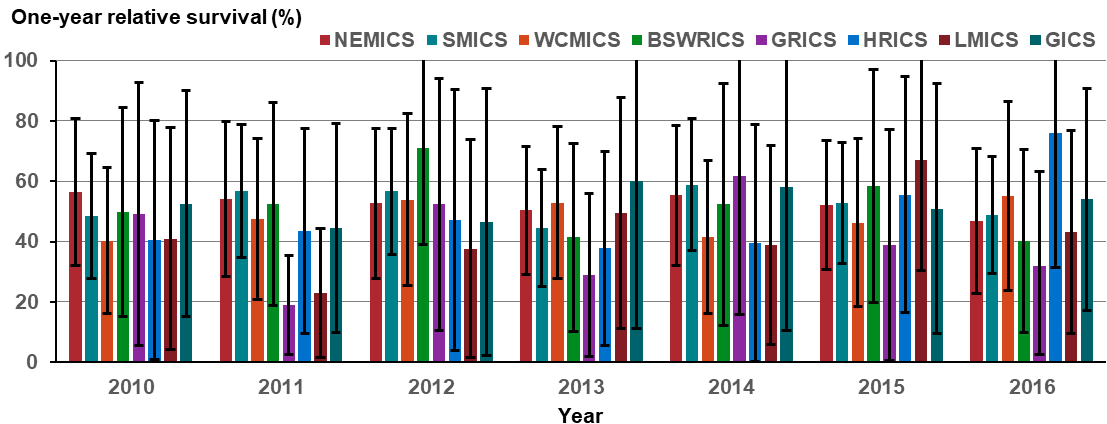 One-year relative survival (%)
NEMICS SMICS WCMICS BSWRICS GRICS HRICS LMICS GICS
100
80
60
40
20
0
2010 2011 2012 2013 2014 2015 2016
Year